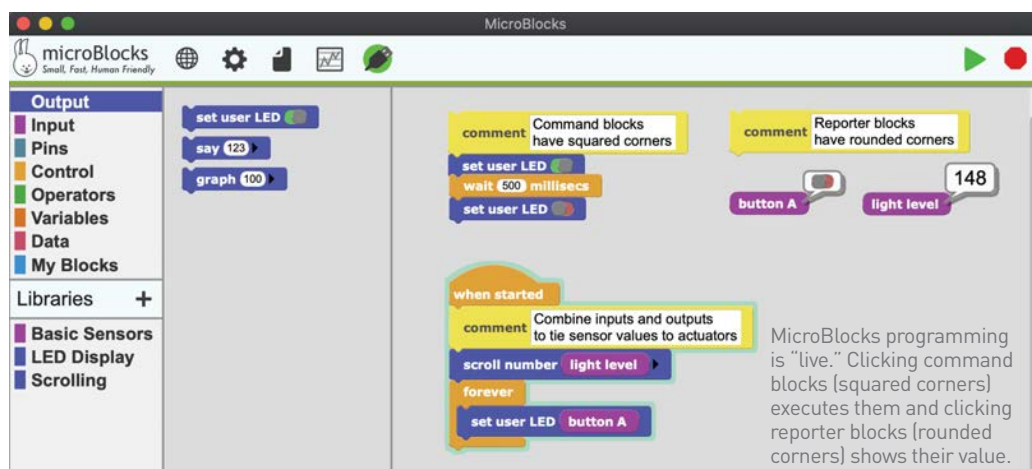 MicroBlocks
microBlocks
Small, Fast, Human Friendly
Output
Input
Pins
Control
Operators
Variables
Data
My Blocks
Libraries +
Basic Sensors
LED Display
Scrolling
set user LED
say 123
graph 100
comment Command blocks
have squared corners
set user LED
wait 500 millisecs
set user LED
comment Reporter blocks
have rounded corners
button A
light level 148
when started
comment Combine inputs and outputs
to tie sensor values to actuators
scroll number light level
forever
set user LED button A
MicroBlocks programming
is “live.” Clicking command
blocks (squared corners)
executes them and clicking
reporter blocks (rounded
corners) shows their value.